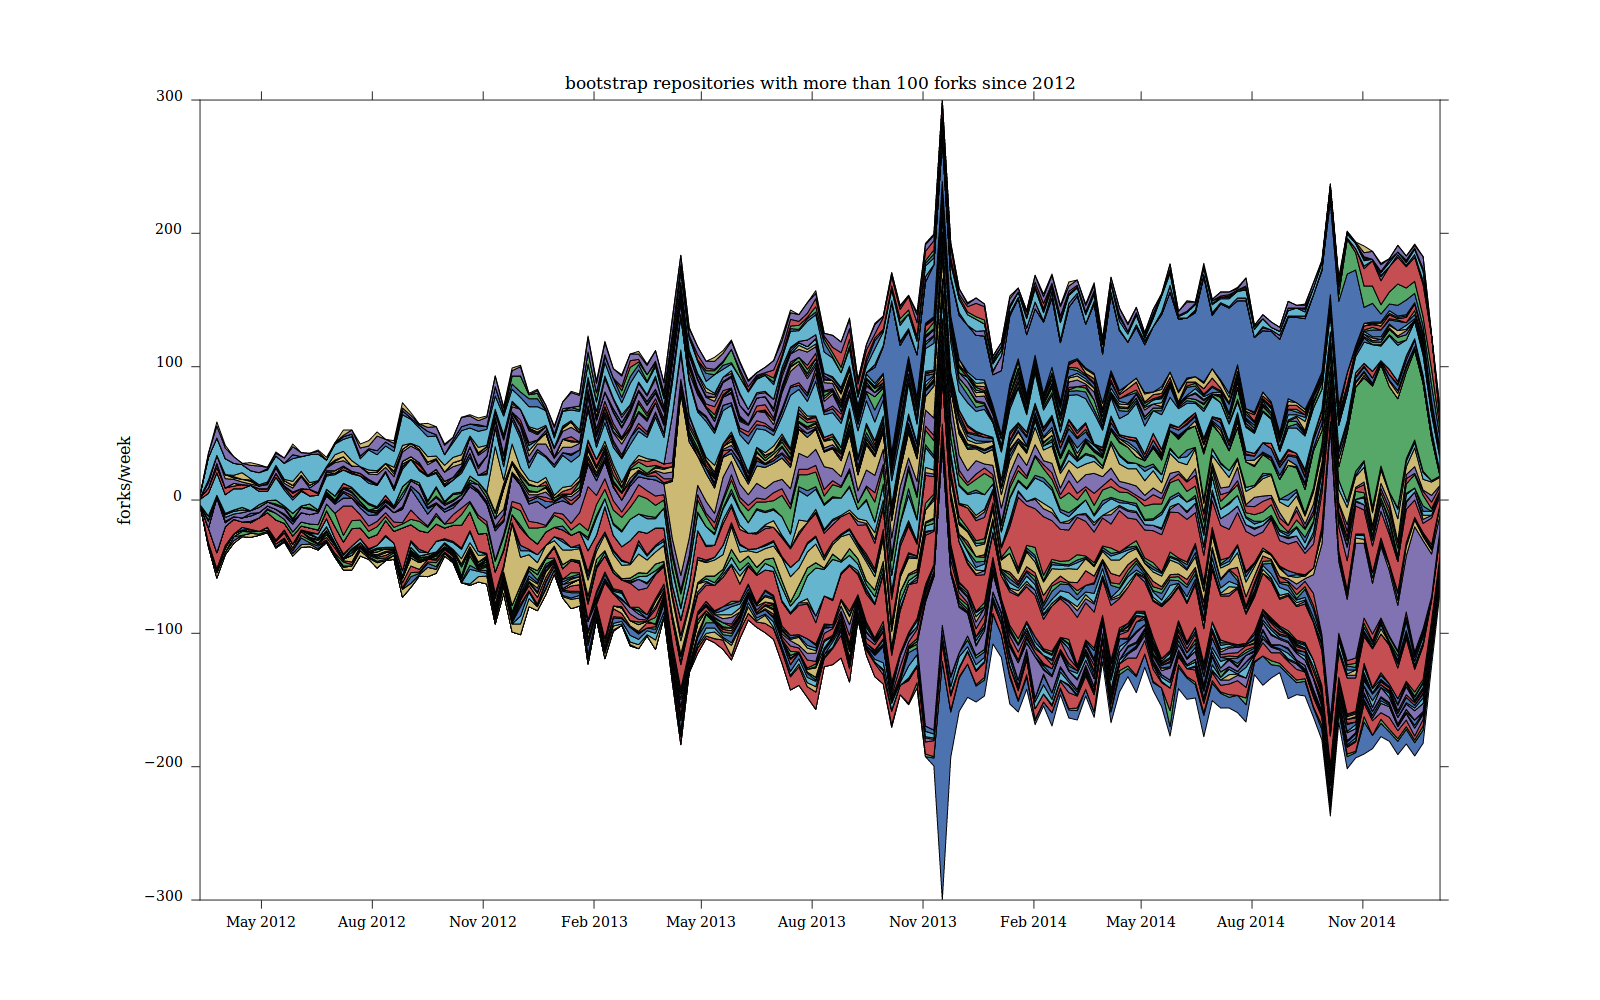 bootstrap repositories with more than 100 forks since 2012
300
200
100
0
−100
−200
−300
forks/week
May 2012 Aug 2012 Nov 2012 Feb 2013 May 2013 Aug 2013 Nov 2013 Feb 2014 May 2014 Aug 2014 Nov 2014